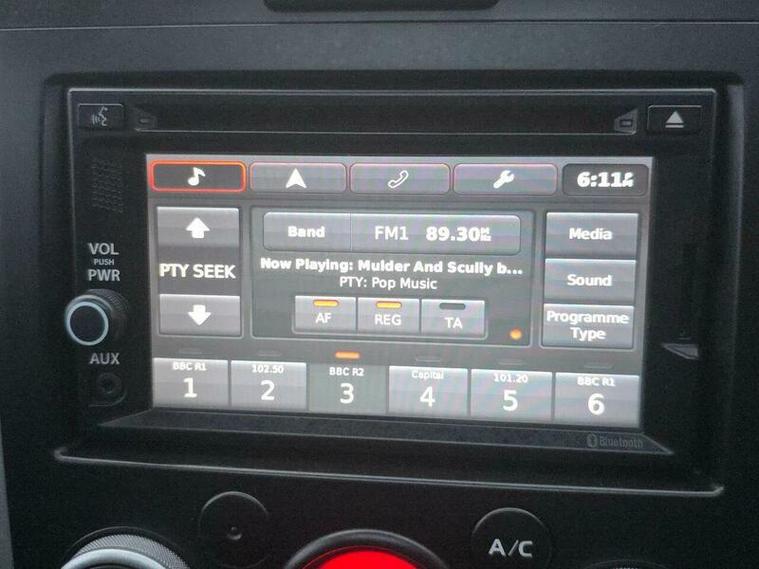 6:11
VOL
PUSH
PWR
AUX
PTY SEEK
Band
FM1
89.30
Now Playing: Mulder And Scully b...
PTY: Pop Music
AF
REG
TA
Media
Sound
Programme
Type
BBC R1
1
102.50
2
BBC R2
3
Capital
4
101.20
5
BBC R1
6
Bluetooth
A/C